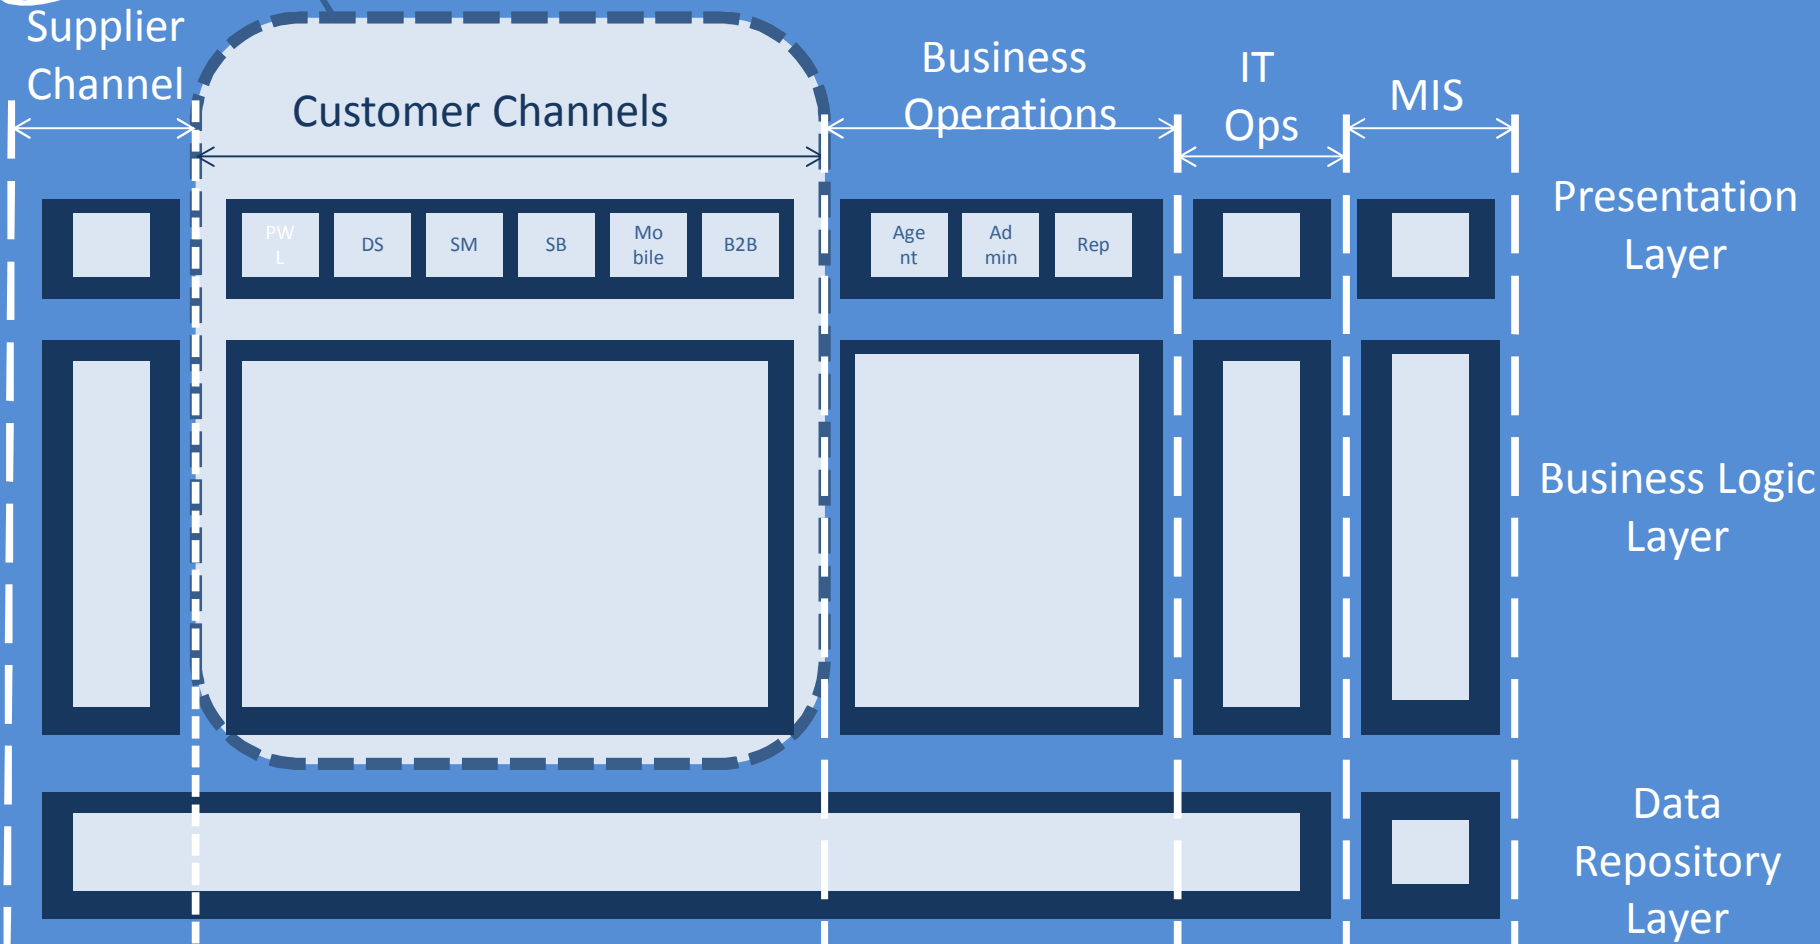 Supplier
Channel
Customer Channels
Business
Operations
IT
Ops
MIS
PW
L
DS
SM
SB
Mo
bile
B2B
Age
nt
Ad
min
Rep
Presentation
Layer
Business Logic
Layer
Data
Repository
Layer